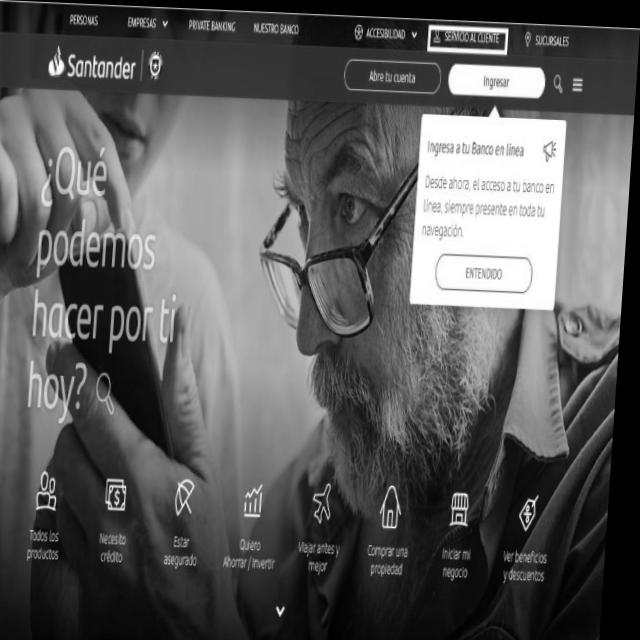 PERSONAS EMPRESAS PRIVATE BANKING NUESTRO BANCO ACCESIBILIDAD SERVICIO AL CLIENTE SUCURSALES
Santander
Abre tu cuenta
Ingresar
Ingresa a tu Banco en línea
Desde ahora, el acceso a tu banco en
línea, siempre presente en toda tu
navegación.
ENTENDIDO
¿Qué
podemos
hacer por ti
hoy?
Todos los
productos
Necesito
crédito
Estar
asegurado
Quiero
Ahorrar / Invertir
Viajar antes y
mejor
Comprar una
propiedad
Iniciar mi
negocio
Ver beneficios
y descuentos